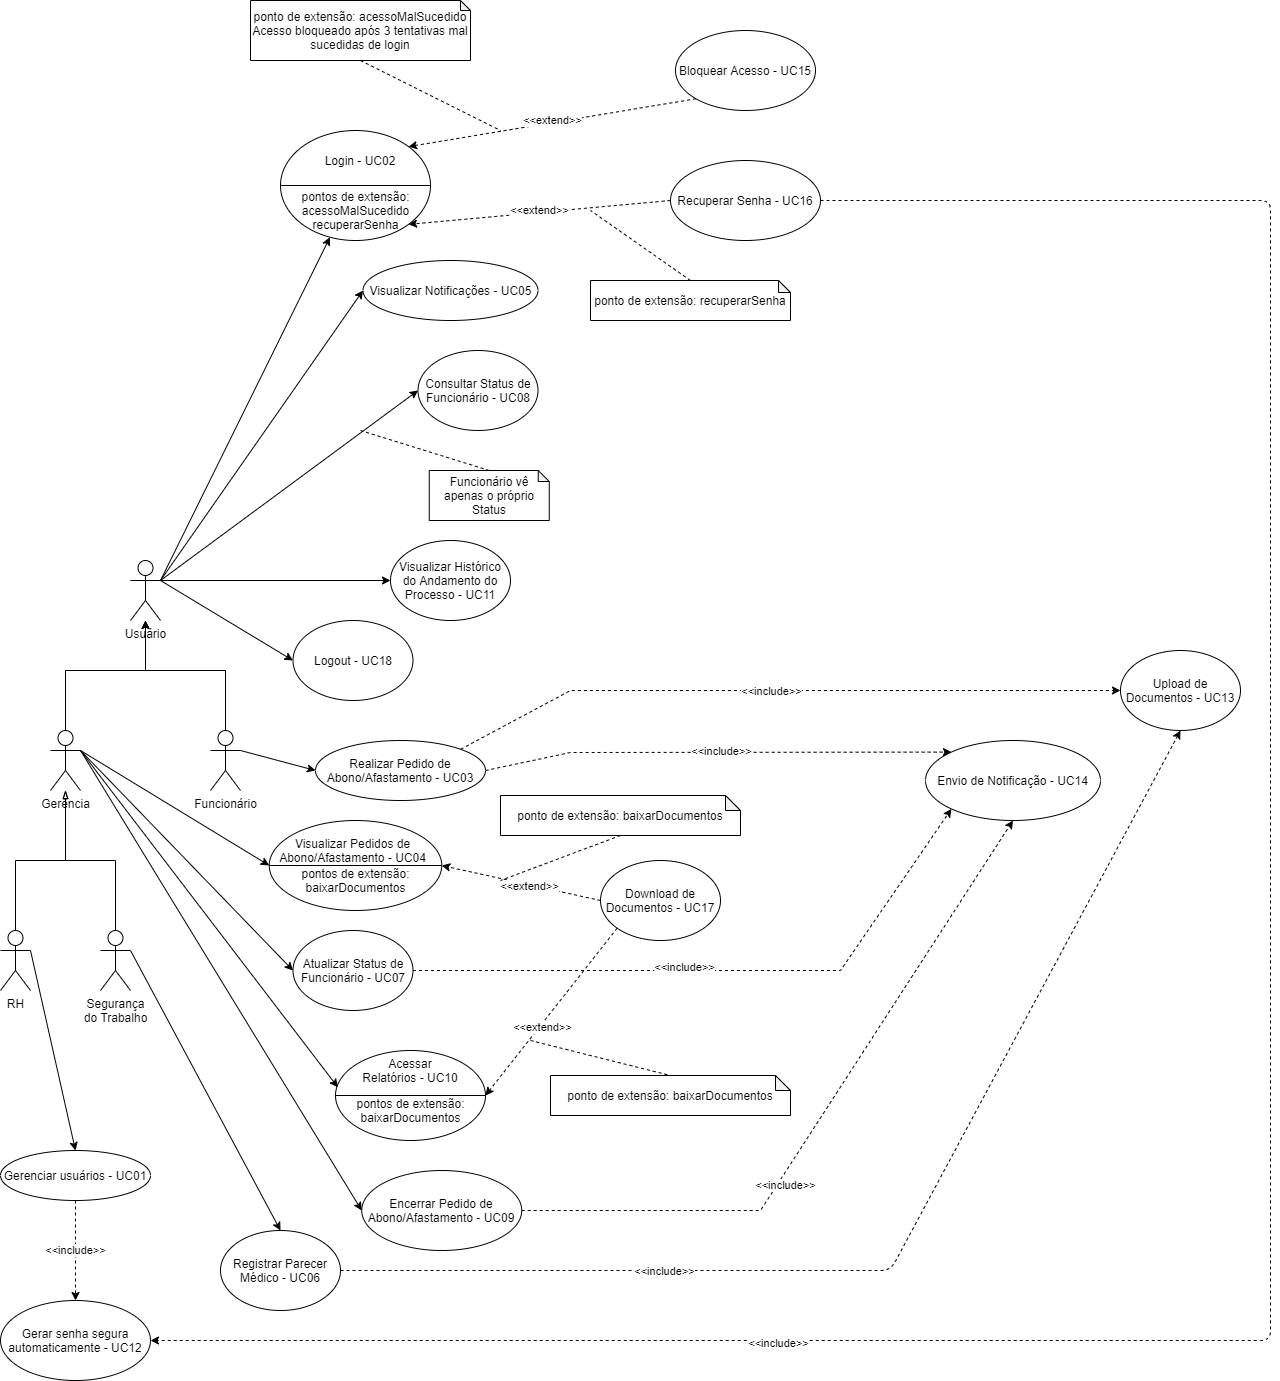 ponto de extensão: acessoMalSucedido
Acesso bloqueado após 3 tentativas mal
sucedidas de login
Bloquear Acesso - UC15
<<extend>>
Login - UC02
pontos de extensão:
acessoMalSucedido
recuperarSenha
<<extend>>
Recuperar Senha - UC16
ponto de extensão: recuperarSenha
Visualizar Notificações - UC05
Consultar Status de
Funcionário - UC08
Funcionário vê
apenas o próprio
Status
Visualizar Histórico
do Andamento do
Processo - UC11
Usuário
Logout - UC18
<<include>>
Upload de
Documentos - UC13
Realizar Pedido de
Abono/Afastamento - UC03
<<include>>
Envio de Notificação - UC14
Gerência
Funcionário
ponto de extensão: baixarDocumentos
Visualizar Pedidos de
Abono/Afastamento - UC04
pontos de extensão:
baixarDocumentos
<<extend>>
Download de
Documentos - UC17
Atualizar Status de
Funcionário - UC07
<<include>>
RH
Segurança
do Trabalho
<<extend>>
Acessar
Relatórios - UC10
pontos de extensão:
baixarDocumentos
ponto de extensão: baixarDocumentos
Gerenciar usuários - UC01
<<include>>
Encerrar Pedido de
Abono/Afastamento - UC09
<<include>>
Registrar Parecer
Médico - UC06
<<include>>
Gerar senha segura
automaticamente - UC12
<<include>>